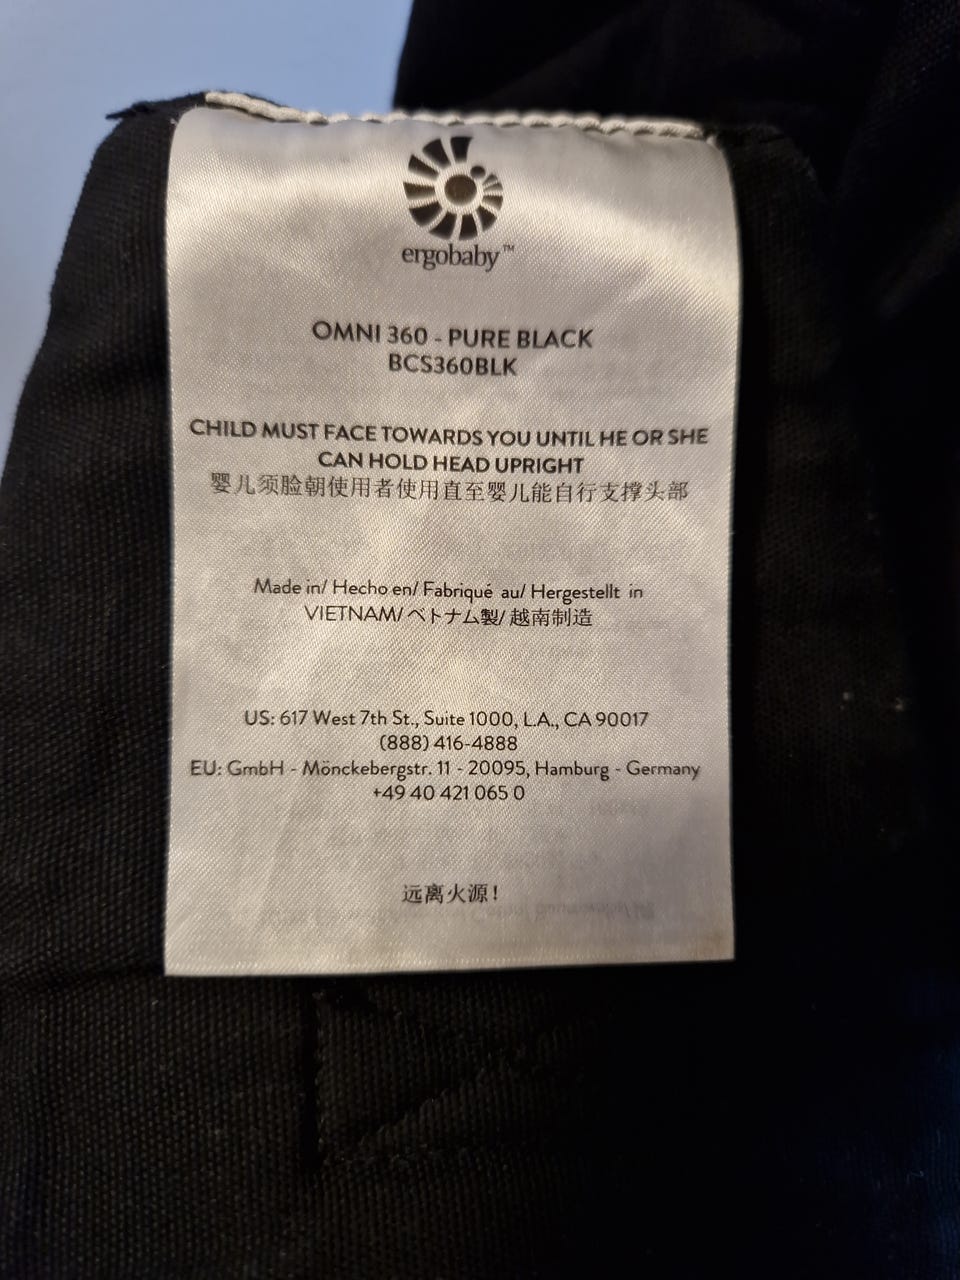 ergobaby™
OMNI 360 - PURE BLACK
BCS360BLK
CHILD MUST FACE TOWARDS YOU UNTIL HE OR SHE
CAN HOLD HEAD UPRIGHT
婴儿须脸朝使用者使用直至婴儿能自行支撑头部
Made in/ Hecho en/ Fabriqué au/ Hergestellt in
VIETNAM/ ベトナム製/ 越南制造
US: 617 West 7th St., Suite 1000, L.A., CA 90017
(888) 416-4888
EU: GmbH - Mönckebergstr. 11 - 20095, Hamburg - Germany
+49 40 421 065 0
远离火源!